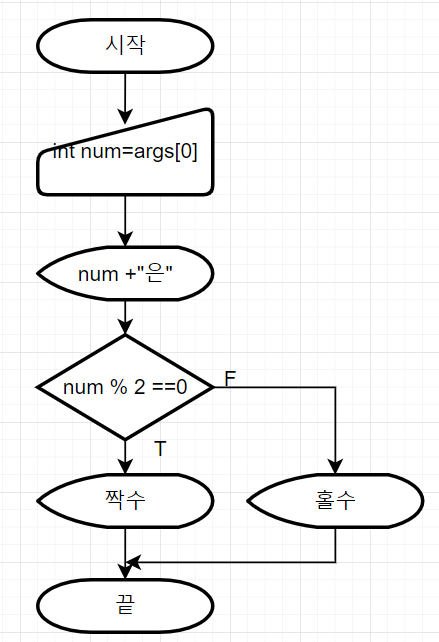 시작
int num=args[0]
num +"은"
num % 2 ==0
F
T
짝수
홀수
끝